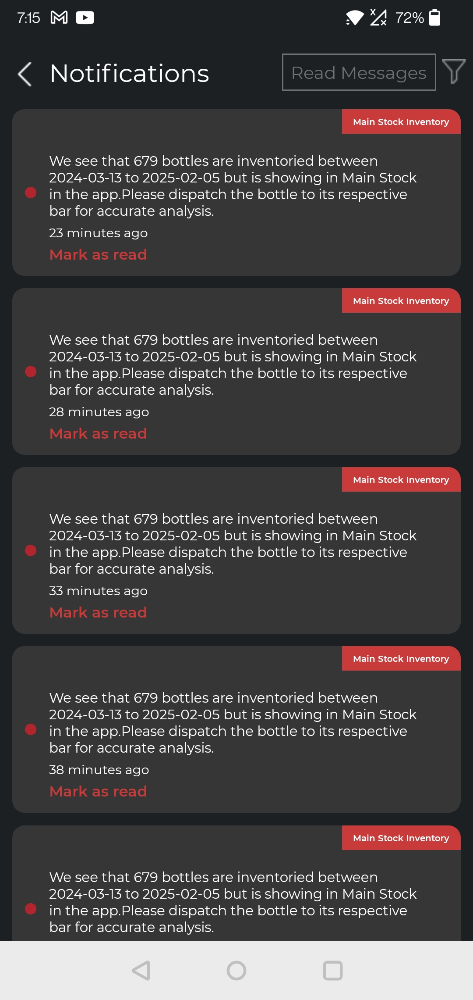 7:15 72%
Notifications Read Messages
Main Stock Inventory
We see that 679 bottles are inventoried between
2024-03-13 to 2025-02-05 but is showing in Main Stock
in the app.Please dispatch the bottle to its respective
bar for accurate analysis.
23 minutes ago
Mark as read
Main Stock Inventory
We see that 679 bottles are inventoried between
2024-03-13 to 2025-02-05 but is showing in Main Stock
in the app.Please dispatch the bottle to its respective
bar for accurate analysis.
28 minutes ago
Mark as read
Main Stock Inventory
We see that 679 bottles are inventoried between
2024-03-13 to 2025-02-05 but is showing in Main Stock
in the app.Please dispatch the bottle to its respective
bar for accurate analysis.
33 minutes ago
Mark as read
Main Stock Inventory
We see that 679 bottles are inventoried between
2024-03-13 to 2025-02-05 but is showing in Main Stock
in the app.Please dispatch the bottle to its respective
bar for accurate analysis.
38 minutes ago
Mark as read
Main Stock Inventory
We see that 679 bottles are inventoried between
2024-03-13 to 2025-02-05 but is showing in Main Stock
in the app.Please dispatch the bottle to its respective
bar for accurate analysis.